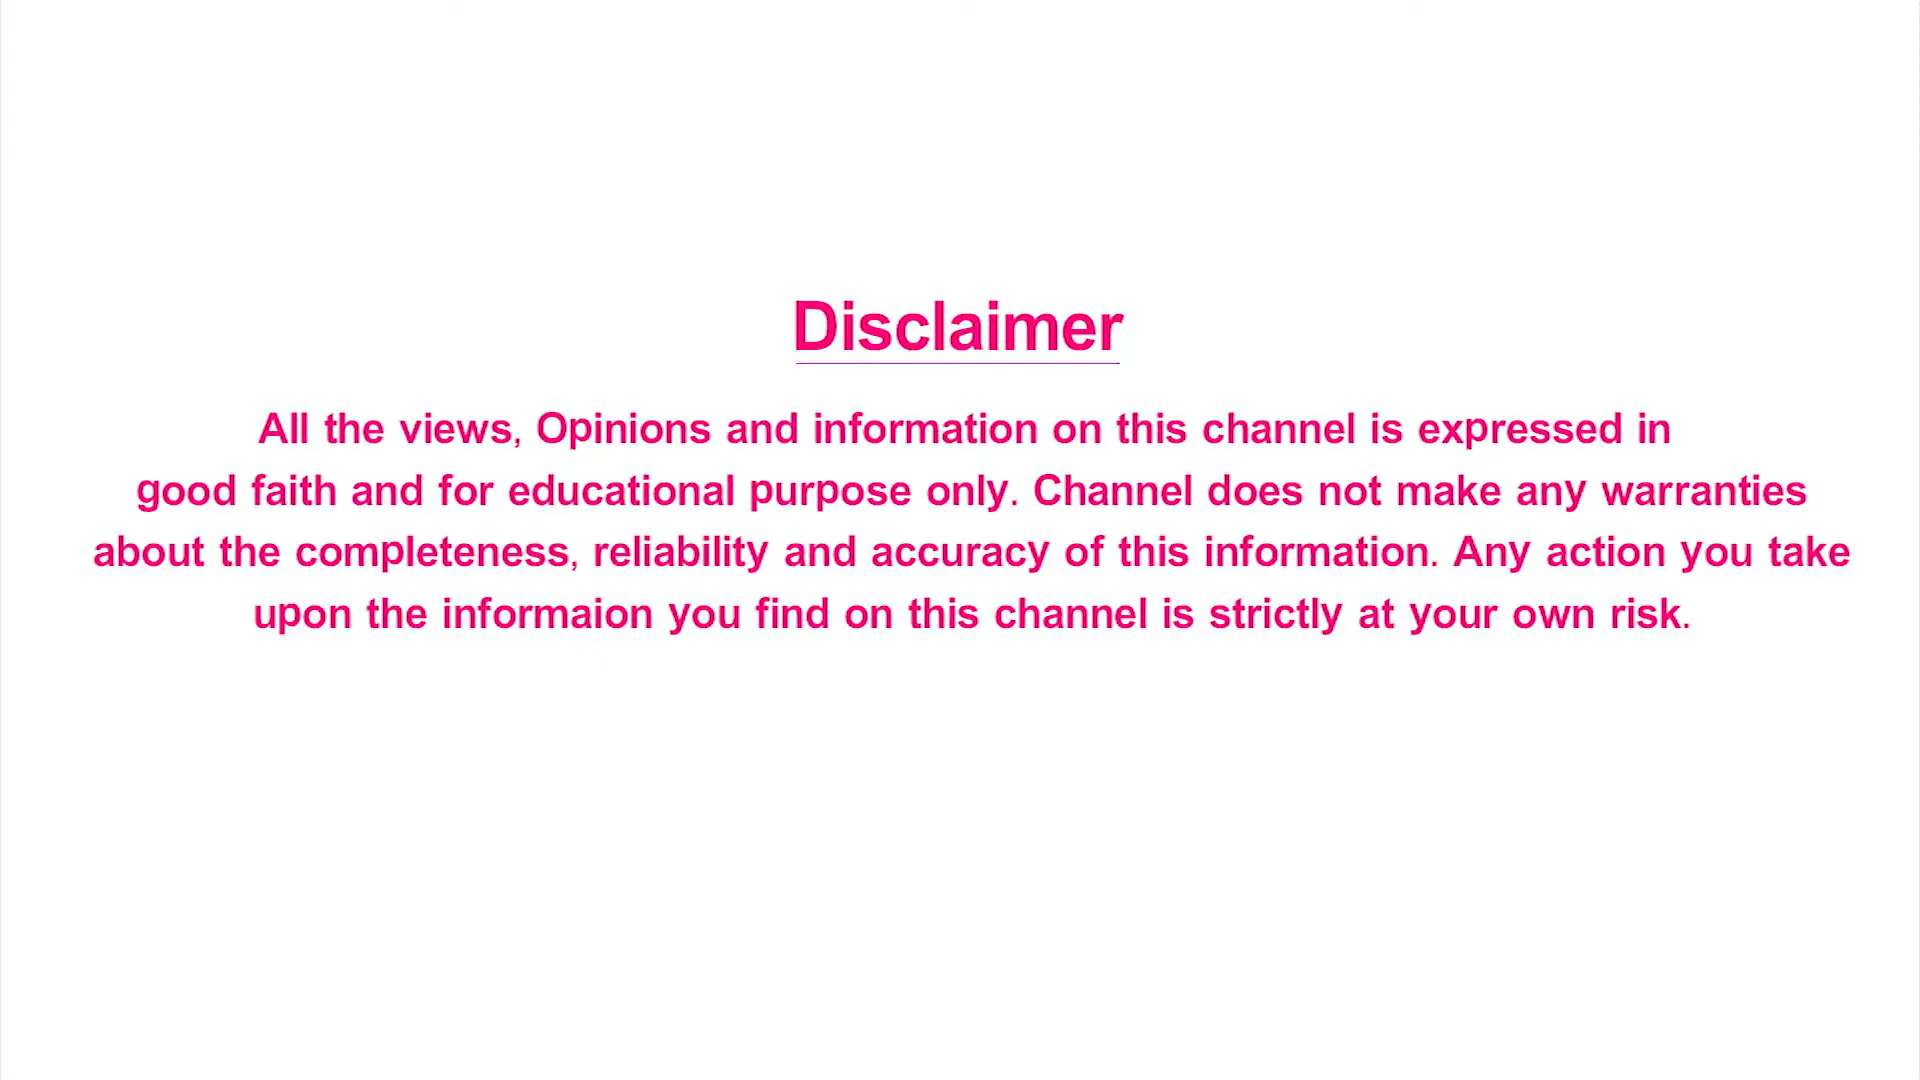 Disclaimer
All the views, Opinions and information on this channel is expressed in
good faith and for educational purpose only. Channel does not make any warranties
about the completeness, reliability and accuracy of this information. Any action you take
upon the informaion you find on this channel is strictly at your own risk.